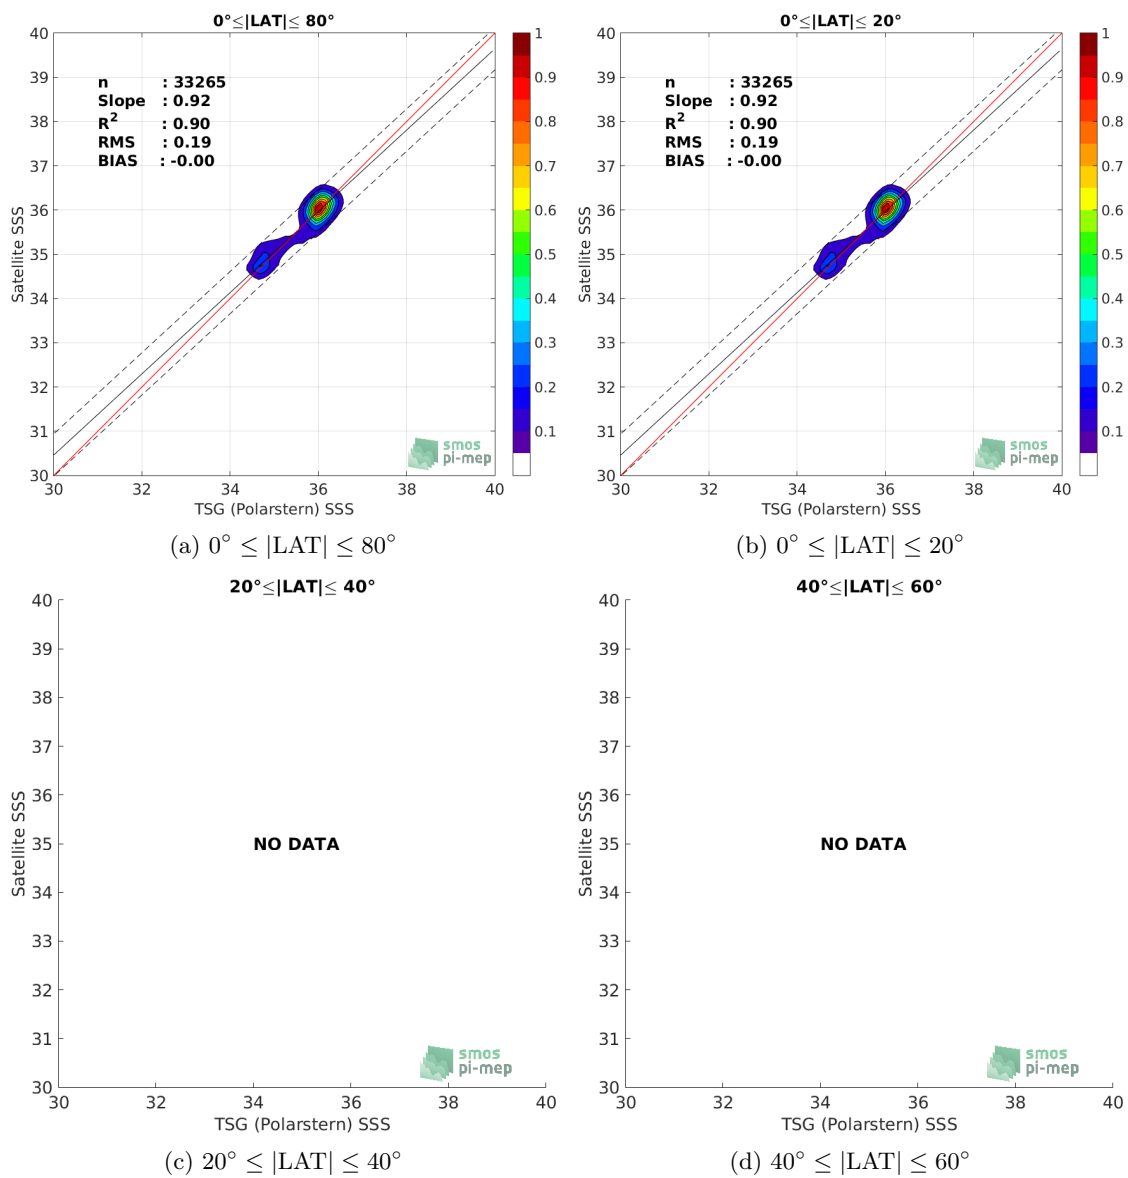 0°≤|LAT|≤ 80°
40
39
38
37
36
35
34
33
32
31
30
30 32 34 36 38 40
Satellite SSS
TSG (Polarstern) SSS
n : 33265
Slope : 0.92
R² : 0.90
RMS : 0.19
BIAS : -0.00
smos
pi-mep
1
0.9
0.8
0.7
0.6
0.5
0.4
0.3
0.2
0.1
(a) 0° ≤ |LAT| ≤ 80°
0°≤|LAT|≤ 20°
40
39
38
37
36
35
34
33
32
31
30
30 32 34 36 38 40
Satellite SSS
TSG (Polarstern) SSS
n : 33265
Slope : 0.92
R² : 0.90
RMS : 0.19
BIAS : -0.00
smos
pi-mep
1
0.9
0.8
0.7
0.6
0.5
0.4
0.3
0.2
0.1
(b) 0° ≤ |LAT| ≤ 20°
20°≤|LAT|≤ 40°
40
39
38
37
36
35
34
33
32
31
30
30 32 34 36 38 40
Satellite SSS
TSG (Polarstern) SSS
NO DATA
smos
pi-mep
(c) 20° ≤ |LAT| ≤ 40°
40°≤|LAT|≤ 60°
40
39
38
37
36
35
34
33
32
31
30
30 32 34 36 38 40
Satellite SSS
TSG (Polarstern) SSS
NO DATA
smos
pi-mep
(d) 40° ≤ |LAT| ≤ 60°